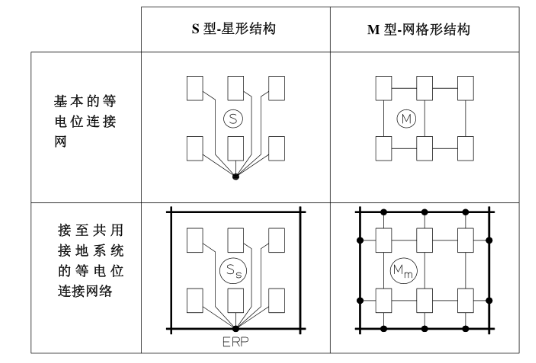 S 型-星形结构
M 型-网格形结构
基本的等
电位连接
网
S
M
接至共用
接地系统
的等电位
连接网络
Ss
Mm
ERP